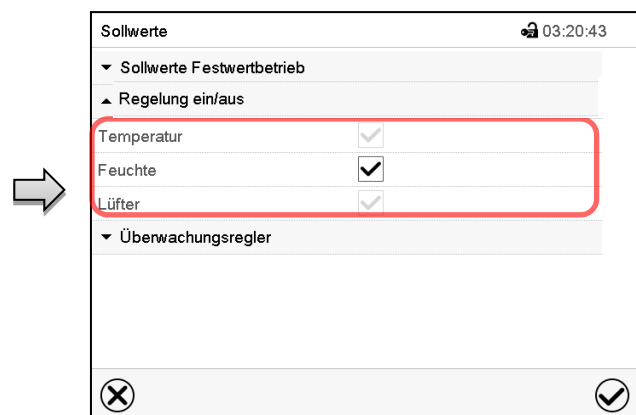 Sollwerte 03:20:43
Sollwerte Festwertbetrieb
Regelung ein/aus
Temperatur
Feuchte
Lüfter
Überwachungsregler